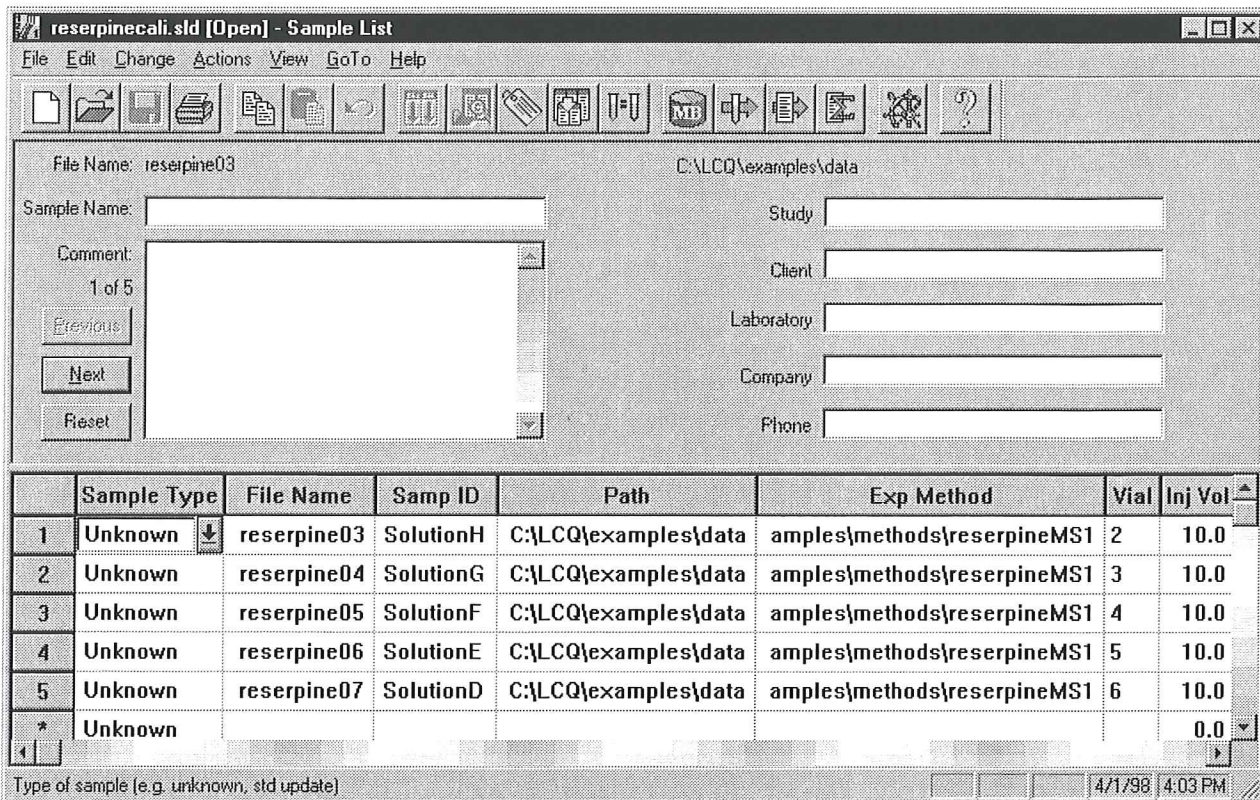 reserpinecali.sld [Open] - Sample List
File Edit Change Actions View GoTo Help
MB
File Name: reserpine03 C:\LCQ\examples\data
Sample Name:
Study
Comment:
Client
1 of 5
Previous
Laboratory
Next
Company
Reset
Phone
Sample Type File Name Samp ID Path Exp Method Vial Inj Vol
1 Unknown reserpine03 SolutionH C:\LCQ\examples\data amples\methods\reserpineMS1 2 10.0
2 Unknown reserpine04 SolutionG C:\LCQ\examples\data amples\methods\reserpineMS1 3 10.0
3 Unknown reserpine05 SolutionF C:\LCQ\examples\data amples\methods\reserpineMS1 4 10.0
4 Unknown reserpine06 SolutionE C:\LCQ\examples\data amples\methods\reserpineMS1 5 10.0
5 Unknown reserpine07 SolutionD C:\LCQ\examples\data amples\methods\reserpineMS1 6 10.0
* Unknown 0.0
Type of sample (e.g. unknown, std update) 4/1/98 4:03 PM